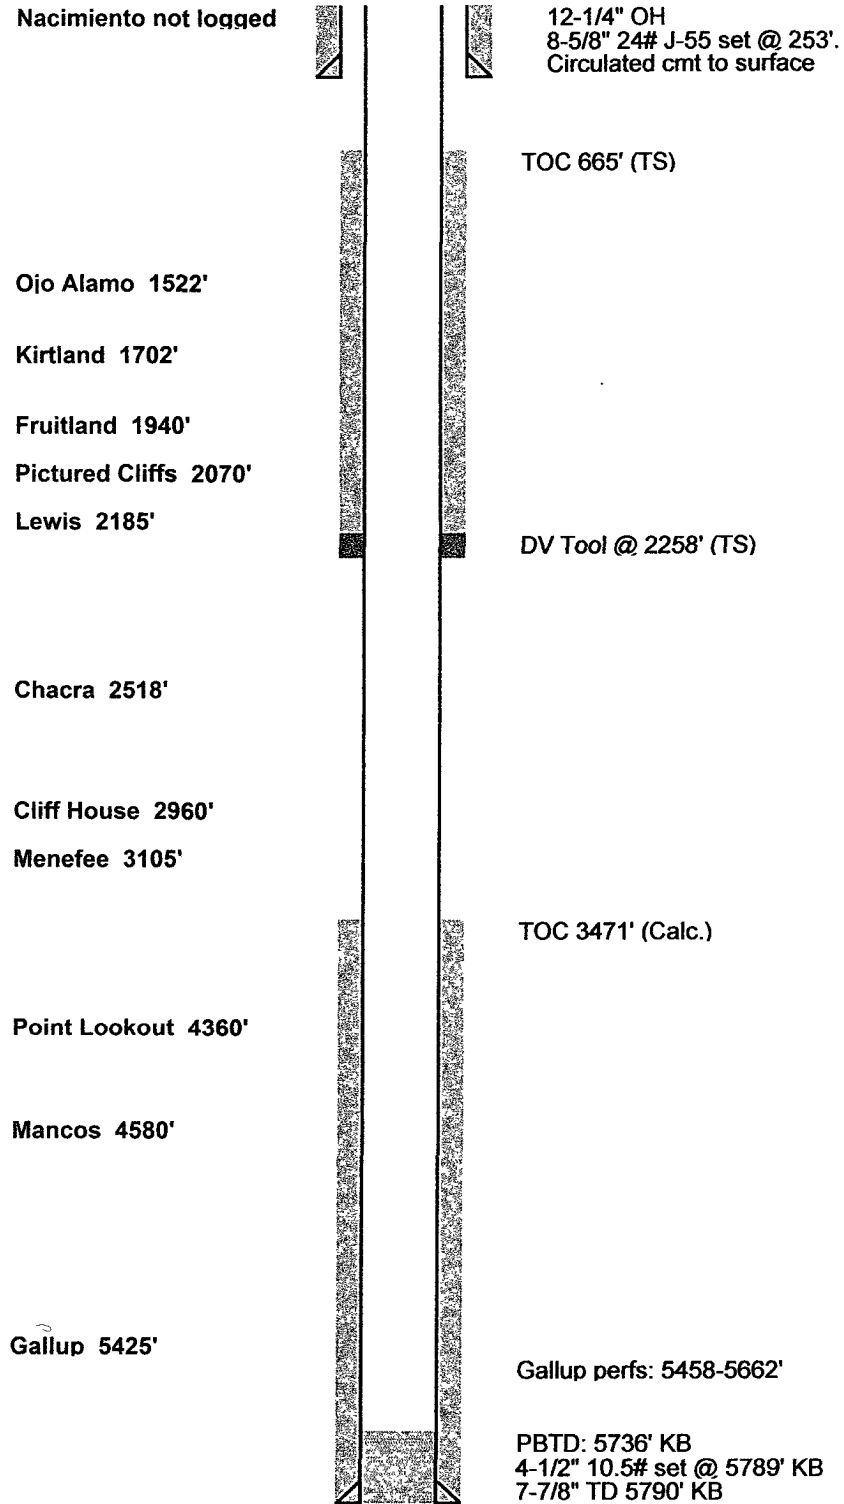 Nacimiento not logged
12-1/4" OH
8-5/8" 24# J-55 set @ 253'.
Circulated cmt to surface
TOC 665' (TS)
Ojo Alamo 1522'
Kirtland 1702'
Fruitland 1940'
Pictured Cliffs 2070'
Lewis 2185'
DV Tool @ 2258' (TS)
Chacra 2518'
Cliff House 2960'
Menefee 3105'
TOC 3471' (Calc.)
Point Lookout 4360'
Mancos 4580'
Gallup 5425'
Gallup perfs: 5458-5662'
PBTD: 5736' KB
4-1/2" 10.5# set @ 5789' KB
7-7/8" TD 5790' KB